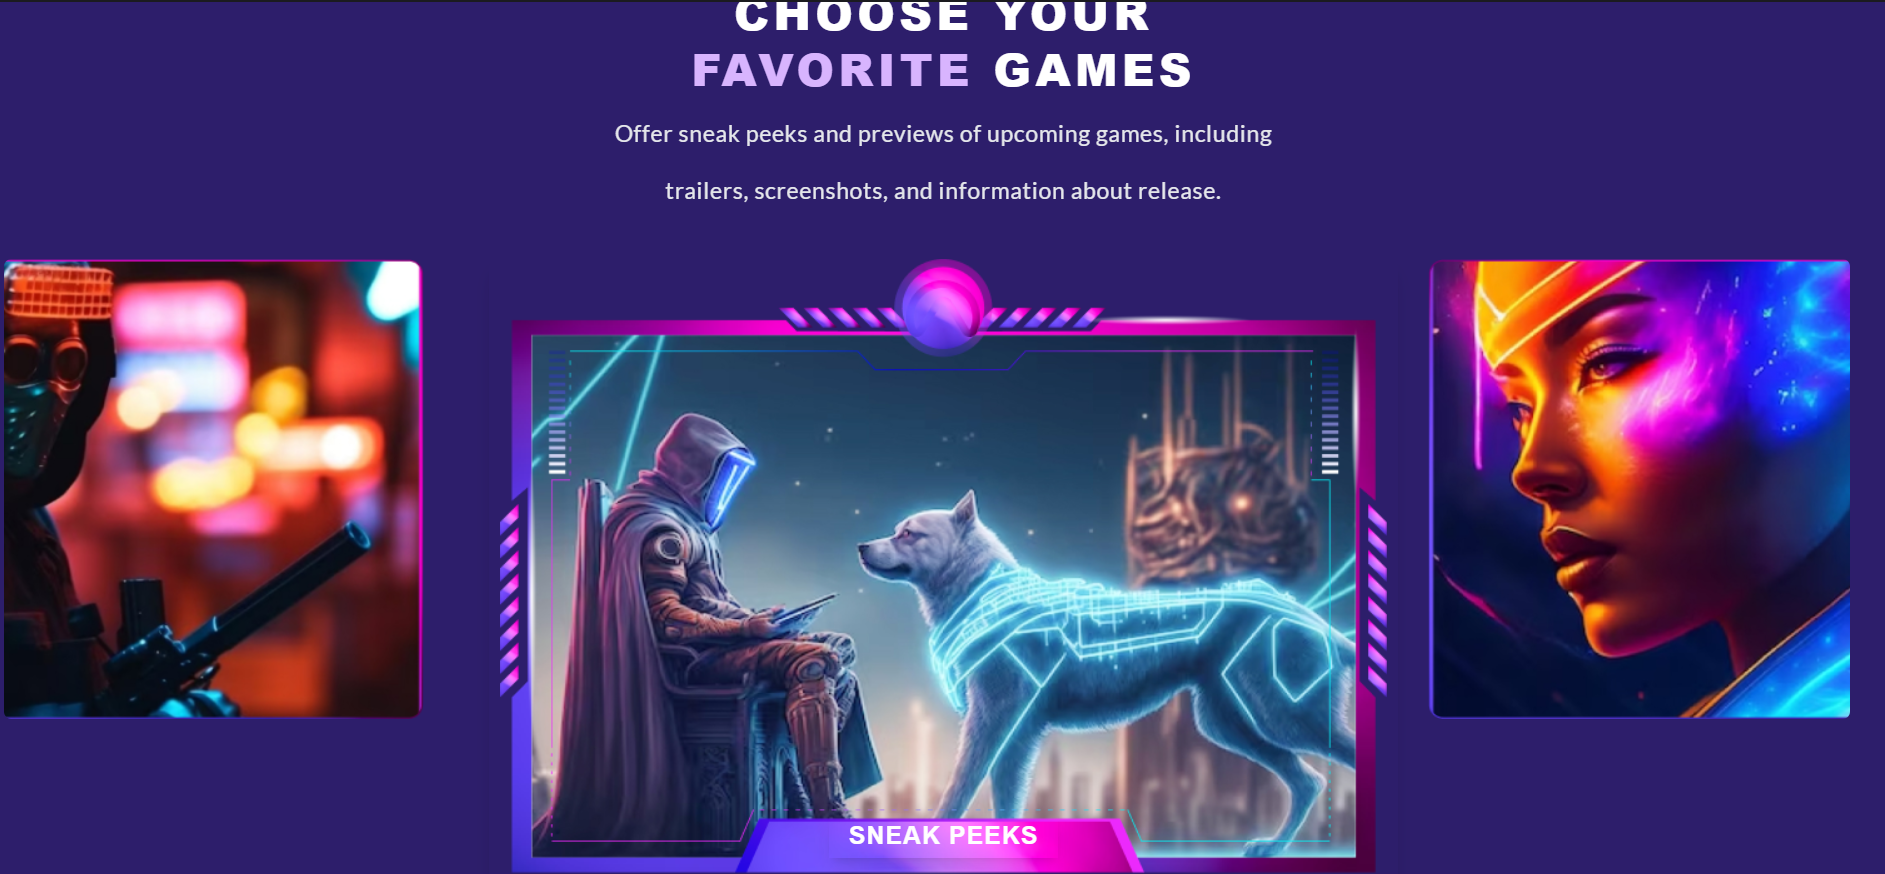 CHOOSE YOUR
FAVORITE GAMES
Offer sneak peeks and previews of upcoming games, including
trailers, screenshots, and information about release.
SNEAK PEEKS